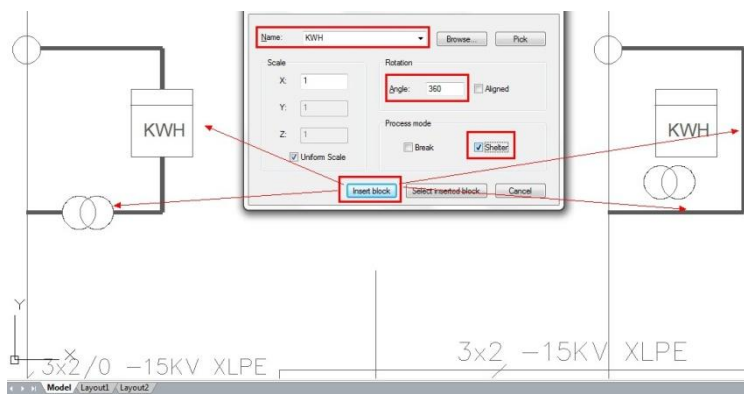 Name: KWH Browse... Pick
Scale Rotation
X: 1 Angle: 360 Aligned
Y: 1
Z: 1 Process mode
Break Shelter
Uniform Scale
Insert block Select inserted block Cancel
KWH
KWH
Y
X
3x2/0 -15KV XLPE
3x2 -15KV XLPE
Model Layout1 Layout2